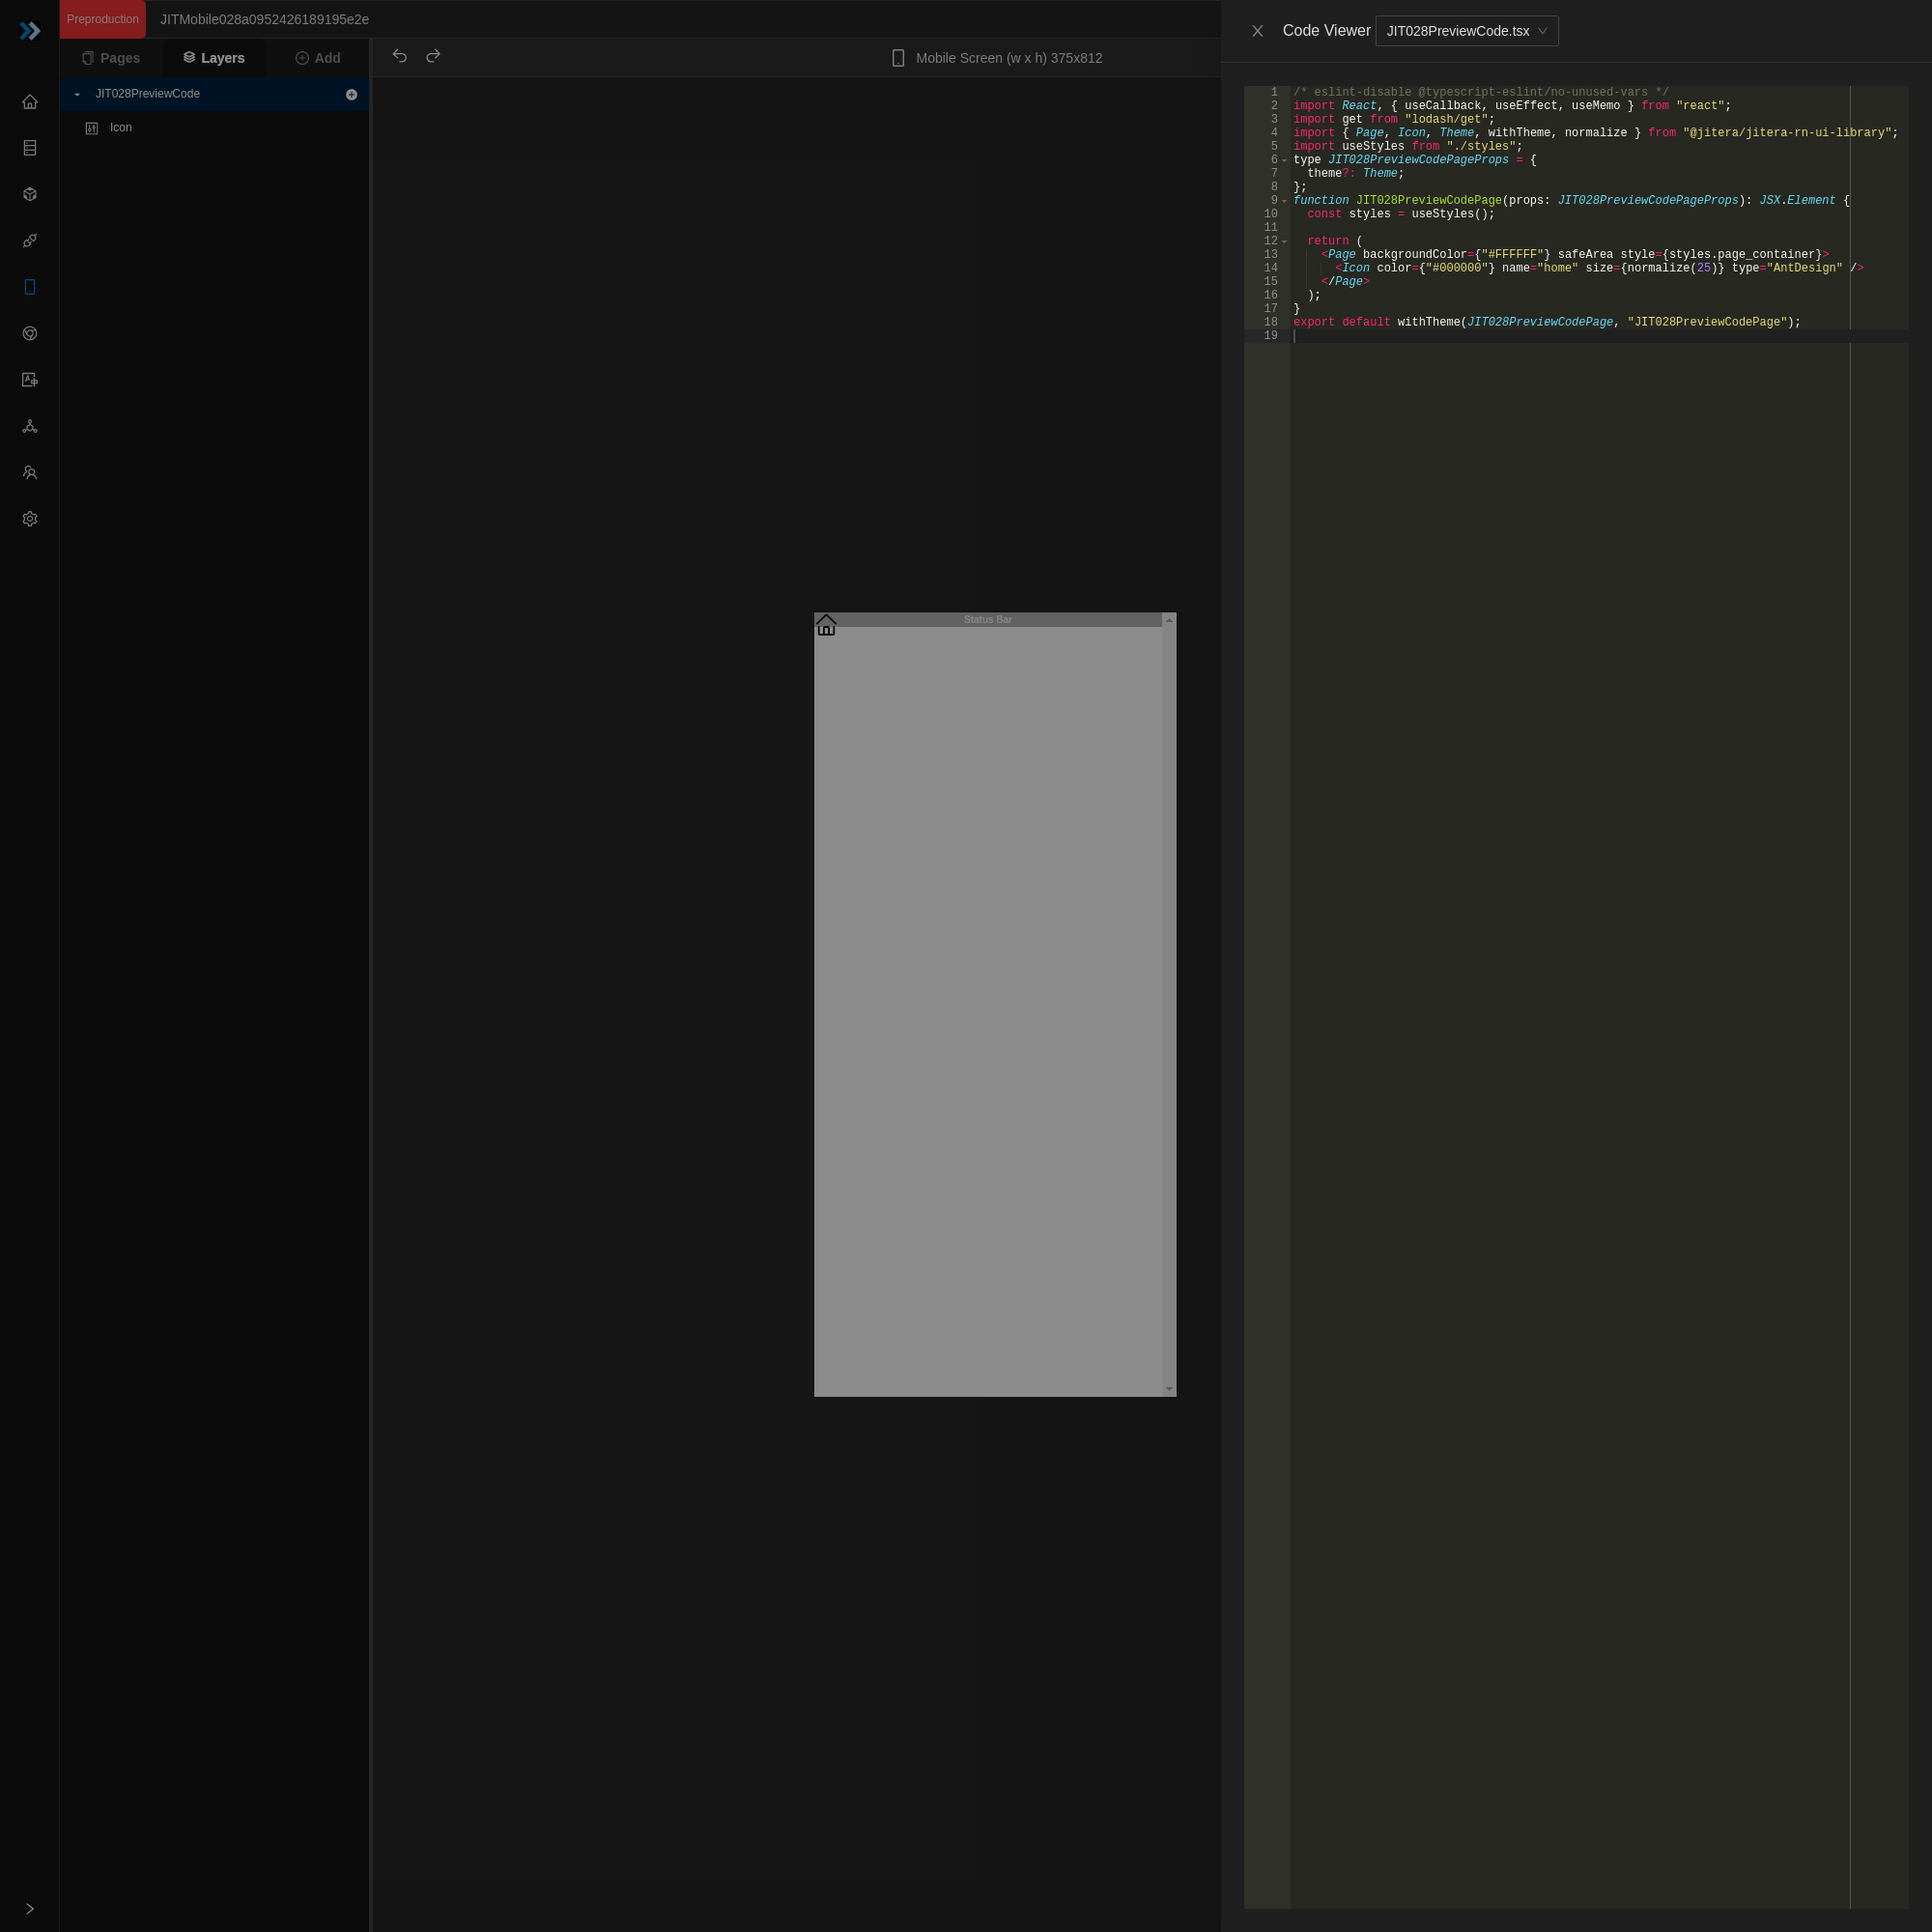 Preproduction JITMobile028a0952426189195e2e
Pages Layers Add
Mobile Screen (w x h) 375x812
JIT028PreviewCode
Icon
Status Bar
Code Viewer JIT028PreviewCode.tsx
1 /* eslint-disable @typescript-eslint/no-unused-vars */
2 import React, { useCallback, useEffect, useMemo } from "react";
3 import get from "lodash/get";
4 import { Page, Icon, Theme, withTheme, normalize } from "@jitera/jitera-rn-ui-library";
5 import useStyles from "./styles";
6 type JIT028PreviewCodePageProps = {
7   theme?: Theme;
8 };
9 function JIT028PreviewCodePage(props: JIT028PreviewCodePageProps): JSX.Element {
10   const styles = useStyles();
11
12   return (
13     <Page backgroundColor={"#FFFFFF"} safeArea style={styles.page_container}>
14       <Icon color={"#000000"} name="home" size={normalize(25)} type="AntDesign" />
15     </Page>
16   );
17 }
18 export default withTheme(JIT028PreviewCodePage, "JIT028PreviewCodePage");
19